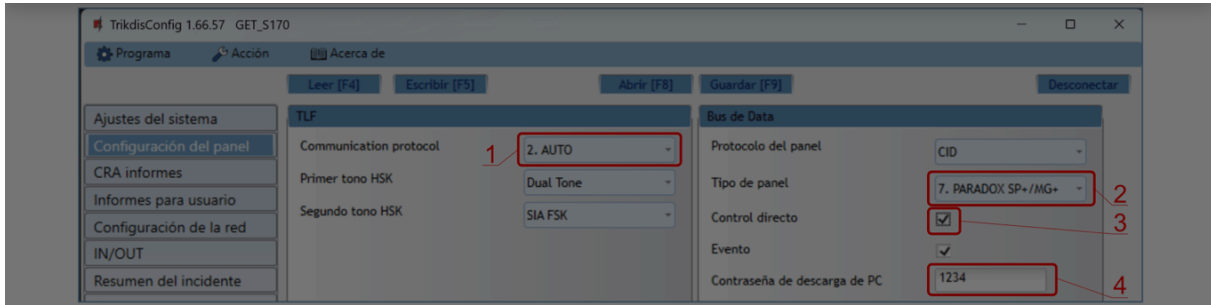 TrikdisConfig 1.66.57 GET_S170
Programa Acción Acerca de
Leer [F4] Escribir [F5] Abrir [F8] Guardar [F9] Desconectar
Ajustes del sistema
Configuración del panel
CRA informes
Informes para usuario
Configuración de la red
IN/OUT
Resumen del incidente
TLF
Communication protocol 1 2. AUTO
Primer tono HSK Dual Tone
Segundo tono HSK SIA FSK
Bus de Data
Protocolo del panel CID
Tipo de panel 7. PARADOX SP+/MG+ 2
Control directo 3
Evento
Contraseña de descarga de PC 1234 4